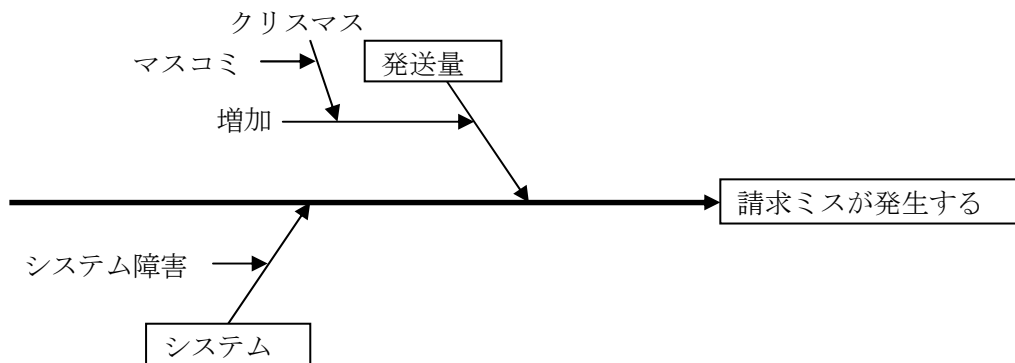 クリスマス
マスコミ
発送量
増加
請求ミスが発生する
システム障害
システム